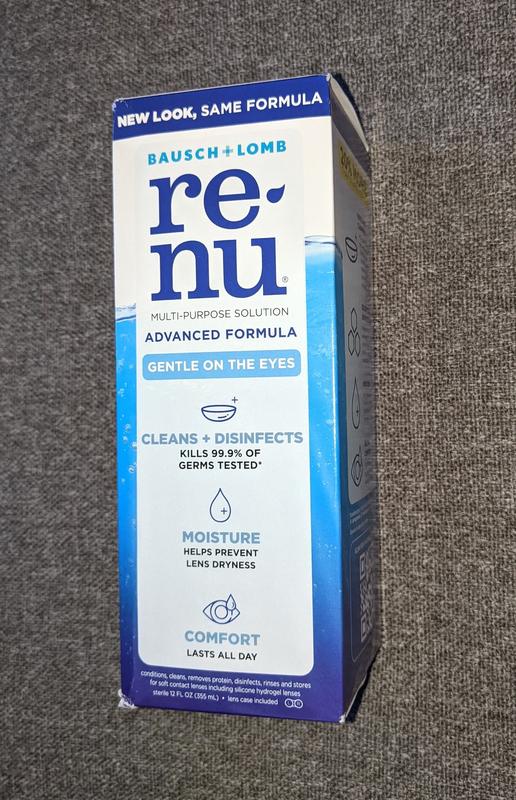 NEW LOOK, SAME FORMULA
BAUSCH + LOMB
re
nu®
MULTI-PURPOSE SOLUTION
ADVANCED FORMULA
GENTLE ON THE EYES
CLEANS + DISINFECTS
KILLS 99.9% OF
GERMS TESTED*
MOISTURE
HELPS PREVENT
LENS DRYNESS
COMFORT
LASTS ALL DAY
conditions, cleans, removes protein, disinfects, rinses and stores
for soft contact lenses including silicone hydrogel lenses
sterile 12 FL OZ (355 mL) • lens case included